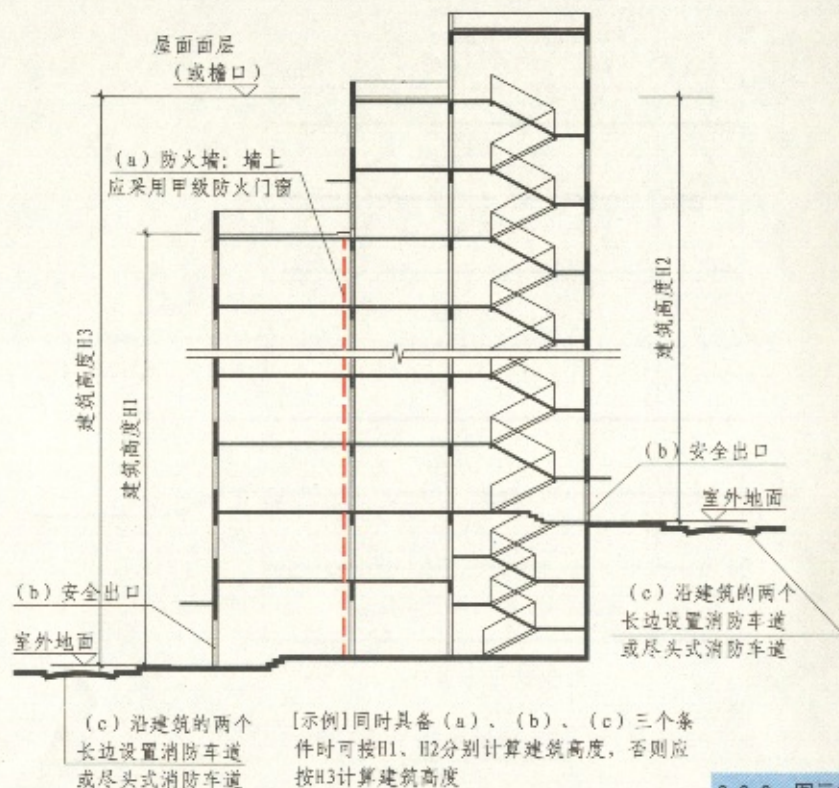 屋面面层
(或檐口)
(a)防火墙:墙上
应采用甲级防火门窗
建筑高度H3
建筑高度H1
建筑高度H2
(b)安全出口
室外地面
(b)安全出口
室外地面
(c)沿建筑的两个
长边设置消防车道
或尽头式消防车道
(c)沿建筑的两个
长边设置消防车道
或尽头式消防车道
[示例]同时具备(a)、(b)、(c)三个条
件时可按H1、H2分别计算建筑高度,否则应
按H3计算建筑高度